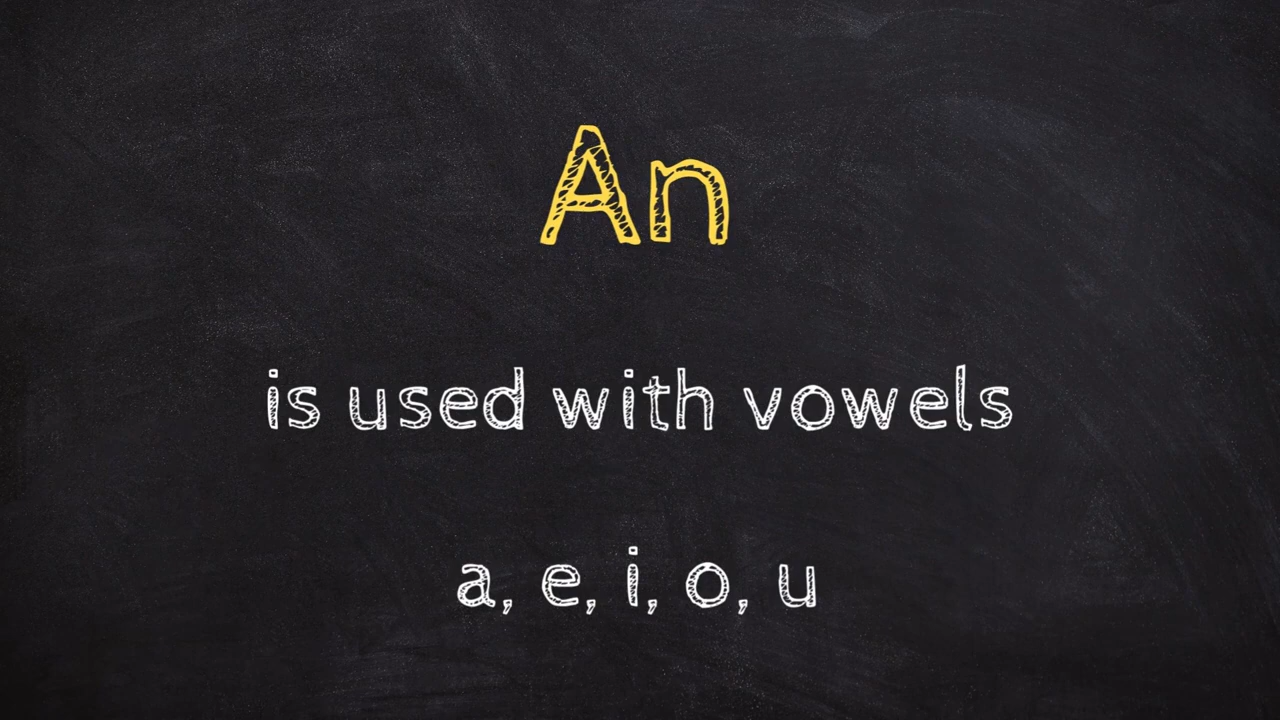 An
is used with vowels
a, e, i, o, u